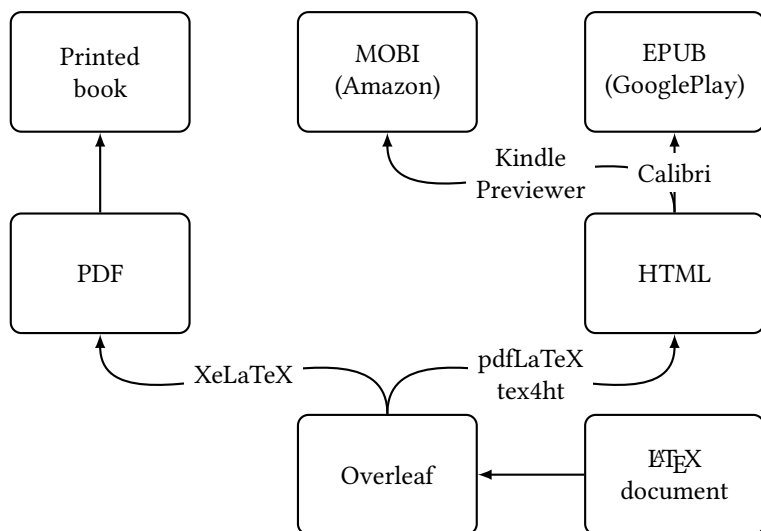 Printed
book
MOBI
(Amazon)
EPUB
(GooglePlay)
Kindle
Previewer
Calibri
PDF
HTML
XeLaTeX
pdfLaTeX
tex4ht
Overleaf
LATEX
document